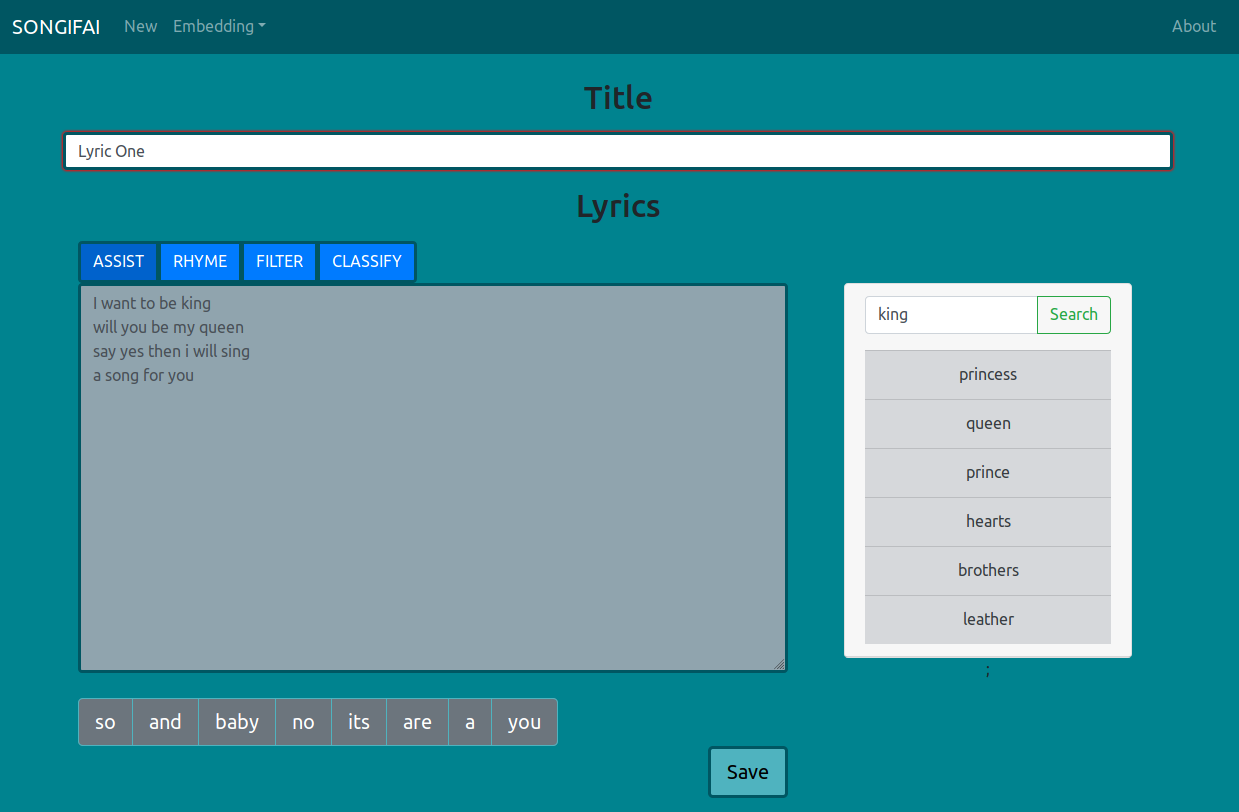 SONGIFAI New Embedding About
Title
Lyric One
Lyrics
ASSIST RHYME FILTER CLASSIFY
I want to be king
will you be my queen
say yes then i will sing
a song for you
king Search
princess
queen
prince
hearts
brothers
leather
;
so and baby no its are a you
Save